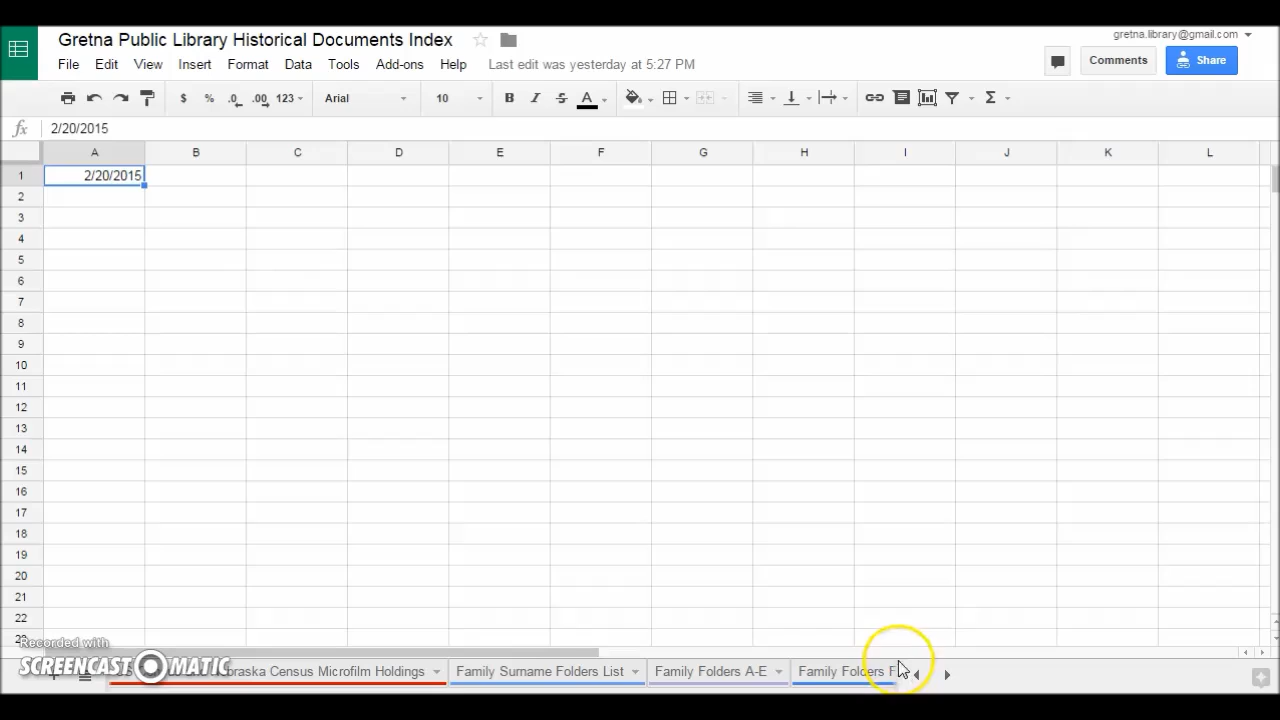 Gretna Public Library Historical Documents Index
gretna.library@gmail.com
File Edit View Insert Format Data Tools Add-ons Help Last edit was yesterday at 5:27 PM
Comments Share
$ % .0 .00 123 Arial 10 B I S A Σ
fx 2/20/2015
A B C D E F G H I J K L
1 2/20/2015
2
3
4
5
6
7
8
9
10
11
12
13
14
15
16
17
18
19
20
21
22
23
Recorded with
SCREENCAST MATIC
raska Census Microfilm Holdings Family Surname Folders List Family Folders A-E Family Folders F